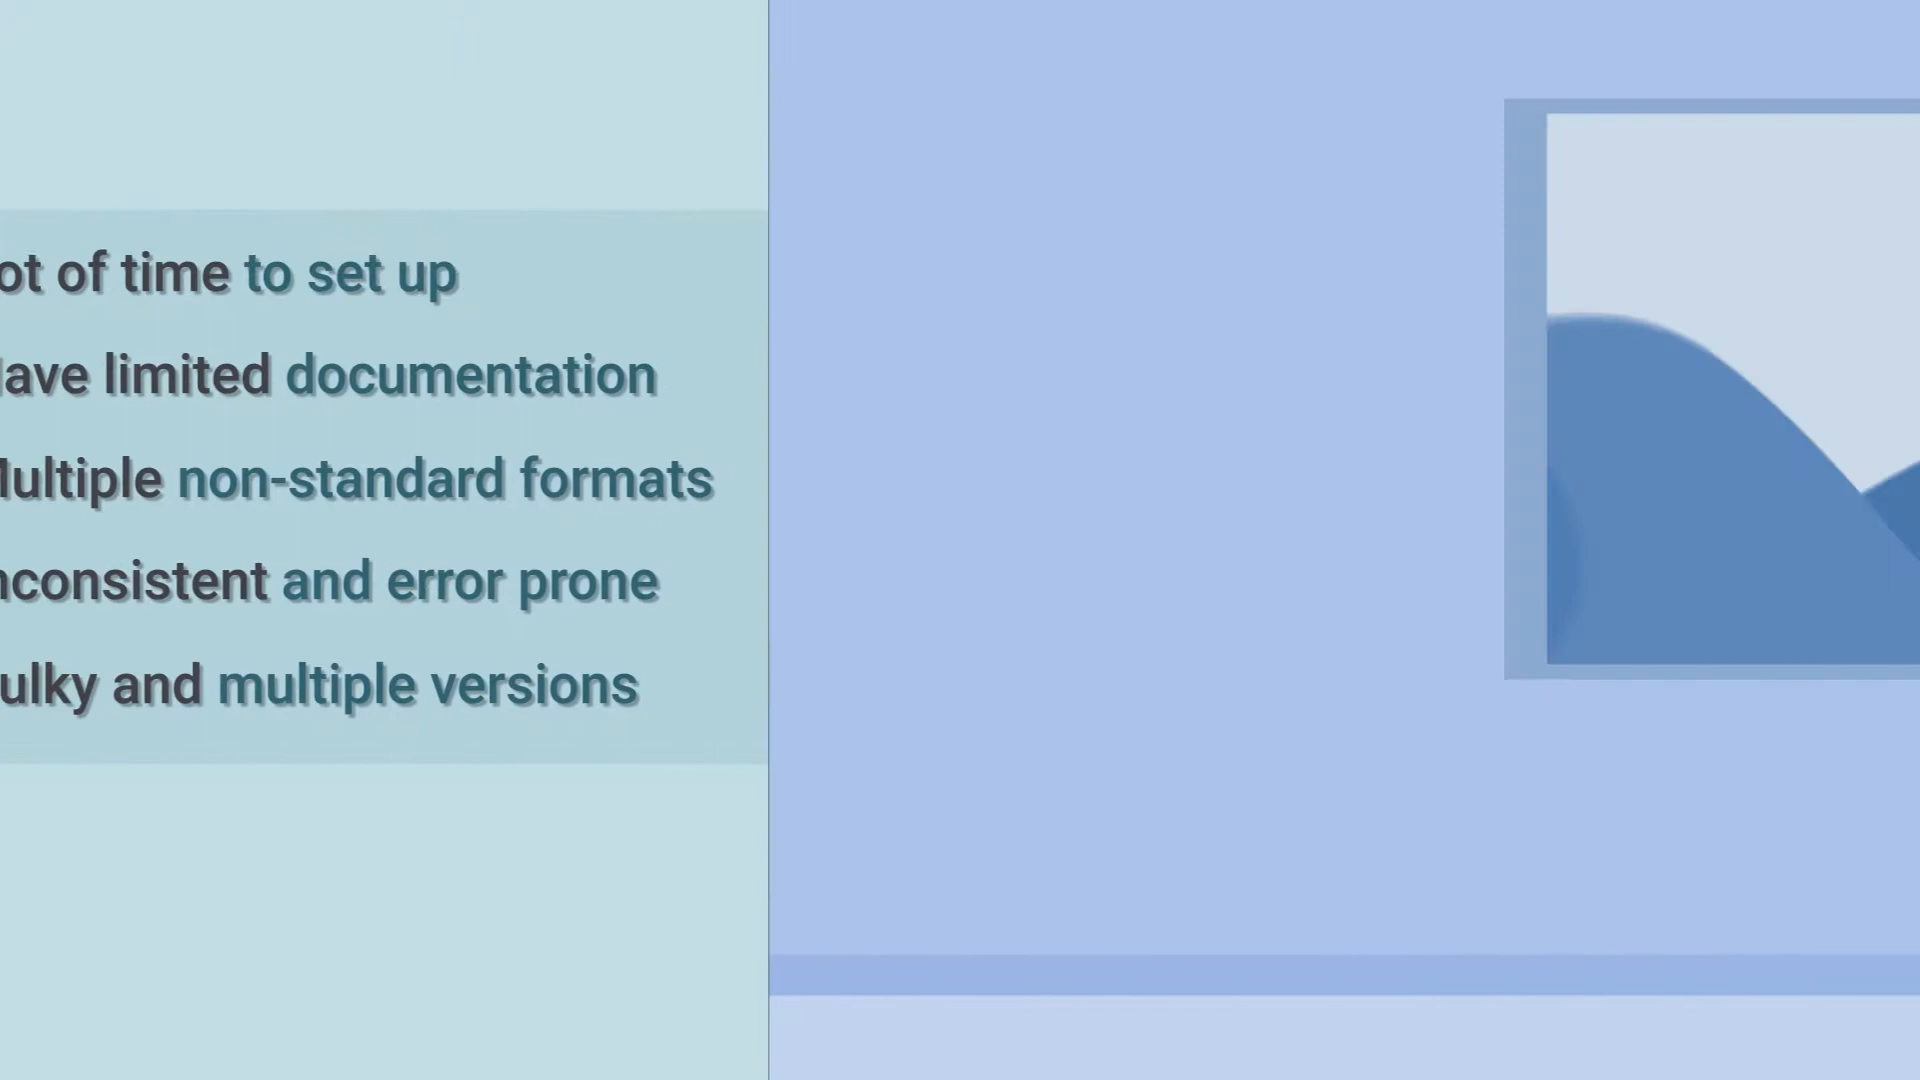 of time to set up
limited documentation
non-standard formats
and error prone
and multiple versions